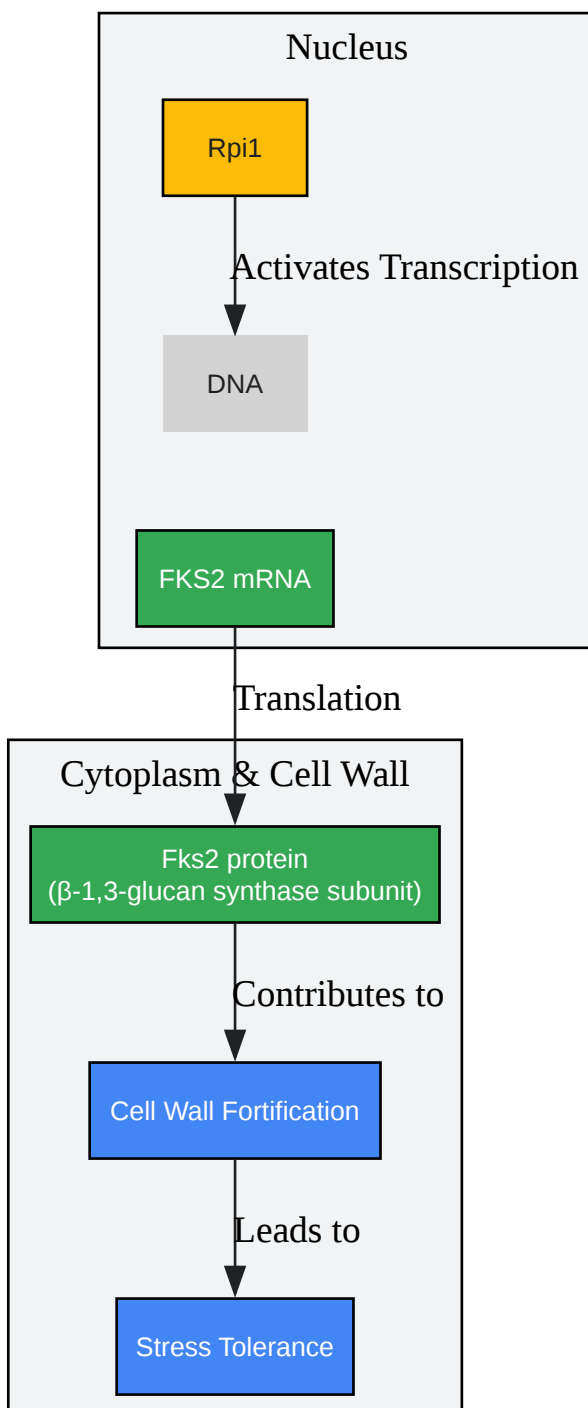 Nucleus
Rpi1
Activates Transcription
DNA
FKS2 mRNA
Translation
Cytoplasm & Cell Wall
Fks2 protein
(β-1,3-glucan synthase subunit)
Contributes to
Cell Wall Fortification
Leads to
Stress Tolerance